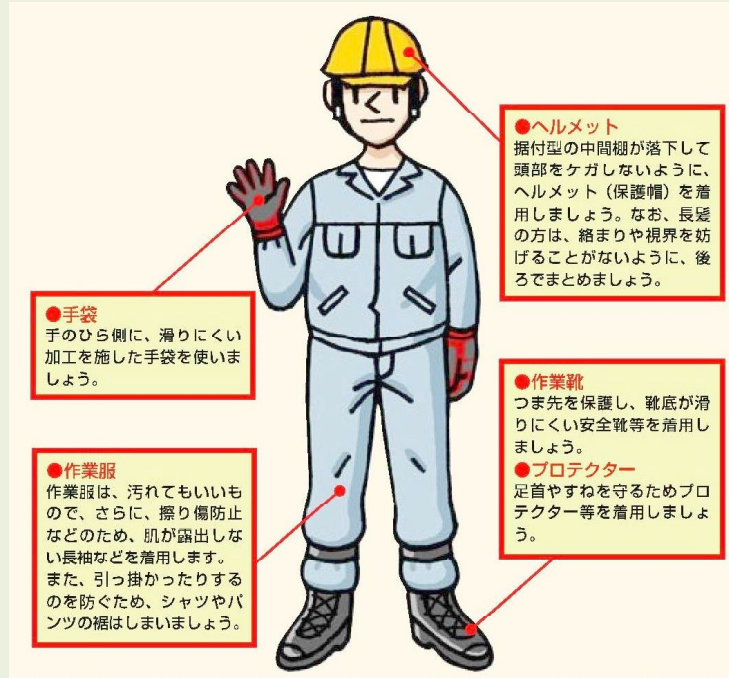 ●ヘルメット
据付型の中間棚が落下して
頭部をケガしないように、
ヘルメット（保護帽）を着
用しましょう。なお、長髪
の方は、絡まりや視界を妨
げることがないように、後
ろでまとめましょう。
●手袋
手のひら側に、滑りにくい
加工を施した手袋を使いま
しょう。
●作業靴
つま先を保護し、靴底が滑
りにくい安全靴等を着用し
ましょう。
●プロテクター
足首やすねを守るためプロ
テクター等を着用しましょ
う。
●作業服
作業服は、汚れてもいいも
ので、さらに、擦り傷防止
などのため、肌が露出しな
い長袖などを着用します。
また、引っ掛かったりする
のを防ぐため、シャツやパ
ンツの裾はしまいましょう。